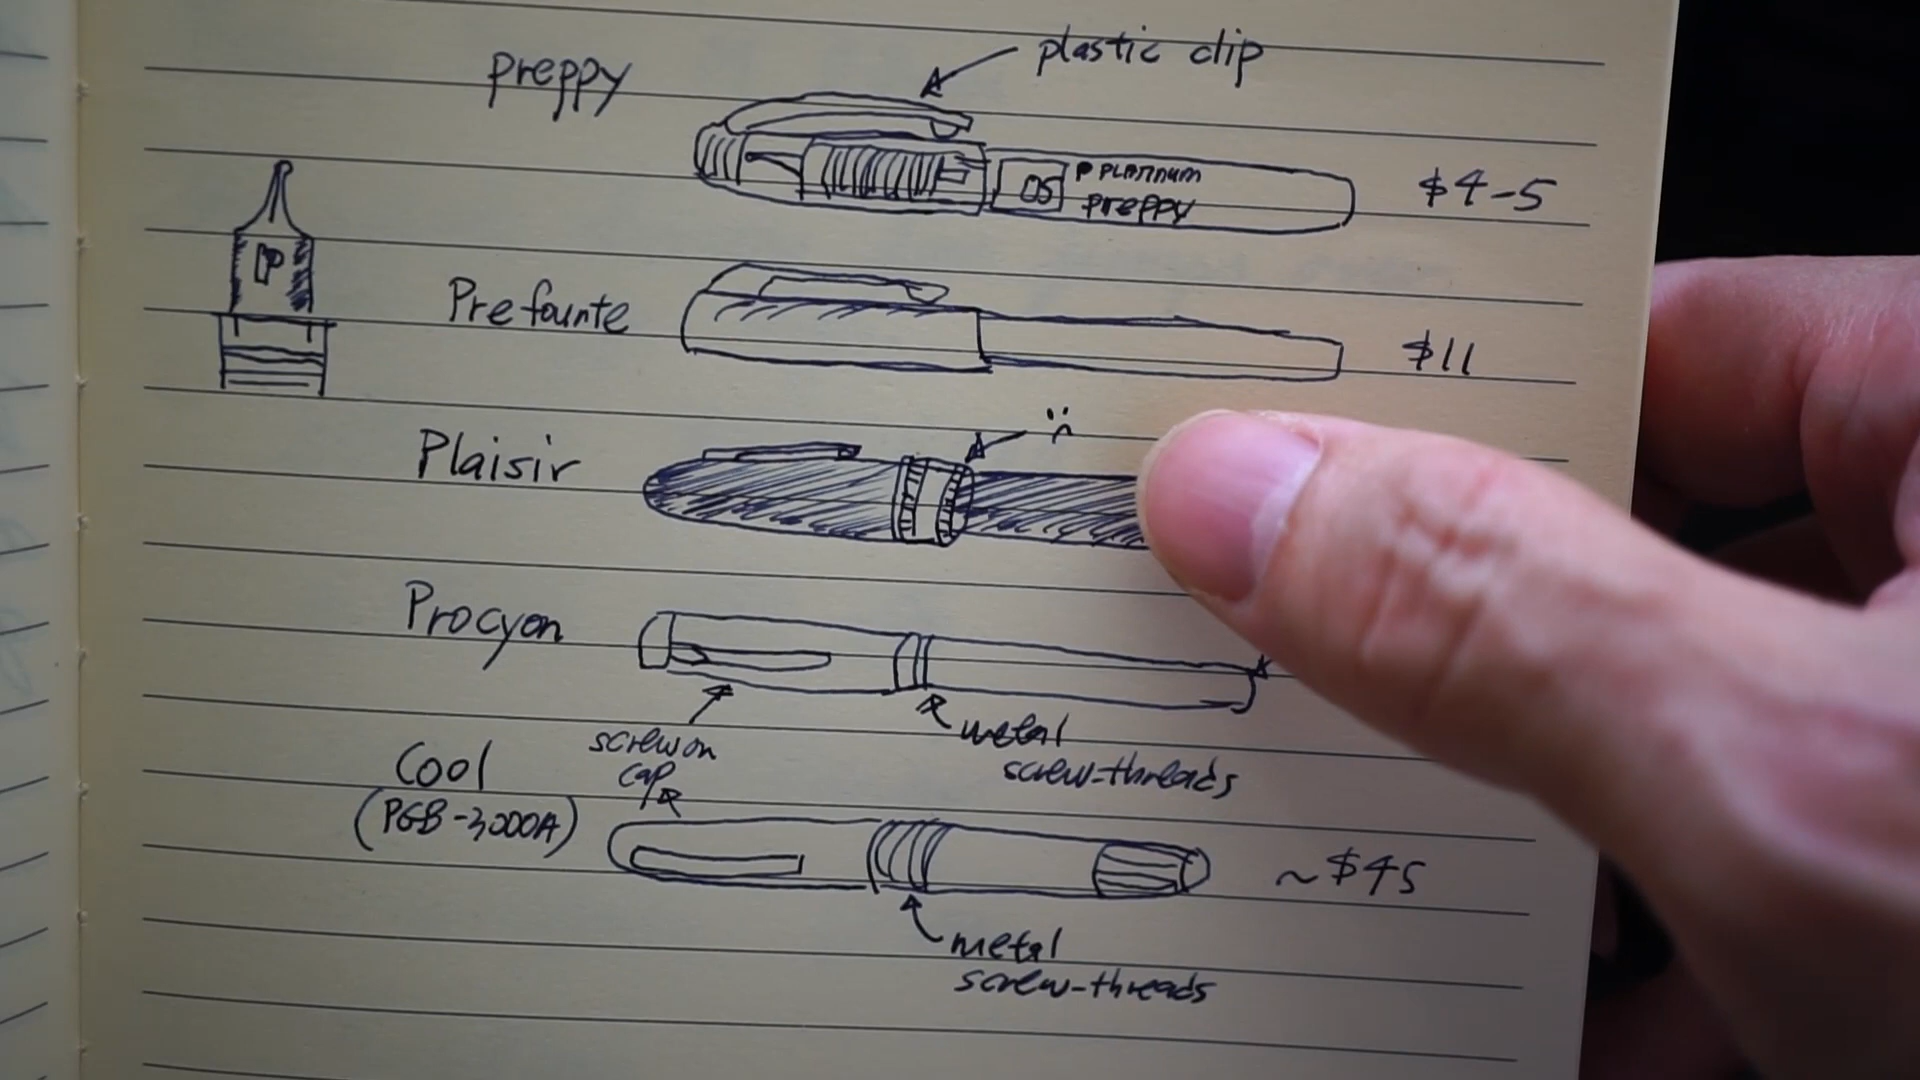 preppy
plastic clip
05
P PLATINUM
preppy
$4-5
P
Prefounte
$11
Plaisir
Procyon
screw on
cap
metal
screw-threads
Cool
(PGB-3000A)
~$45
metal
screw-threads